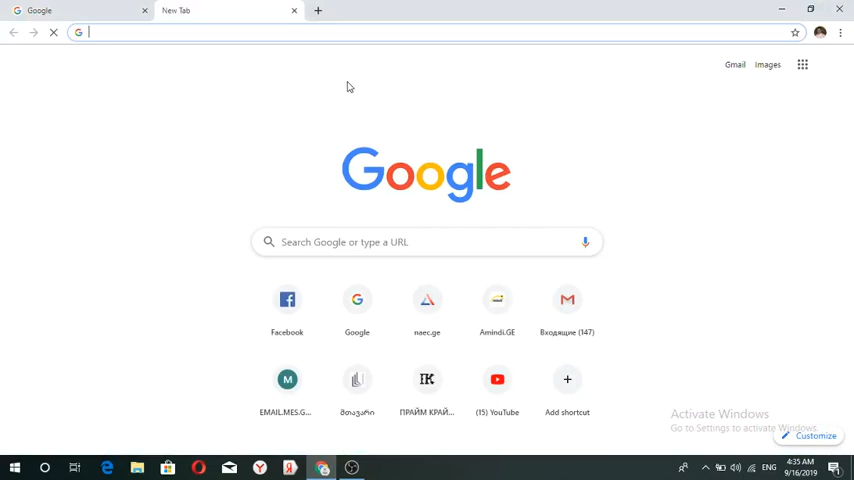 Google
New Tab
Gmail
Images
Google
Search Google or type a URL
Facebook
Google
naec.ge
Amindi.GE
Входящие (147)
EMAIL.MES.G...
მთავარი
ПРАЙМ КРАЙ...
(15) YouTube
Add shortcut
Activate Windows
Go to Settings to activate Windows.
Customize
ENG
4:35 AM
9/16/2019